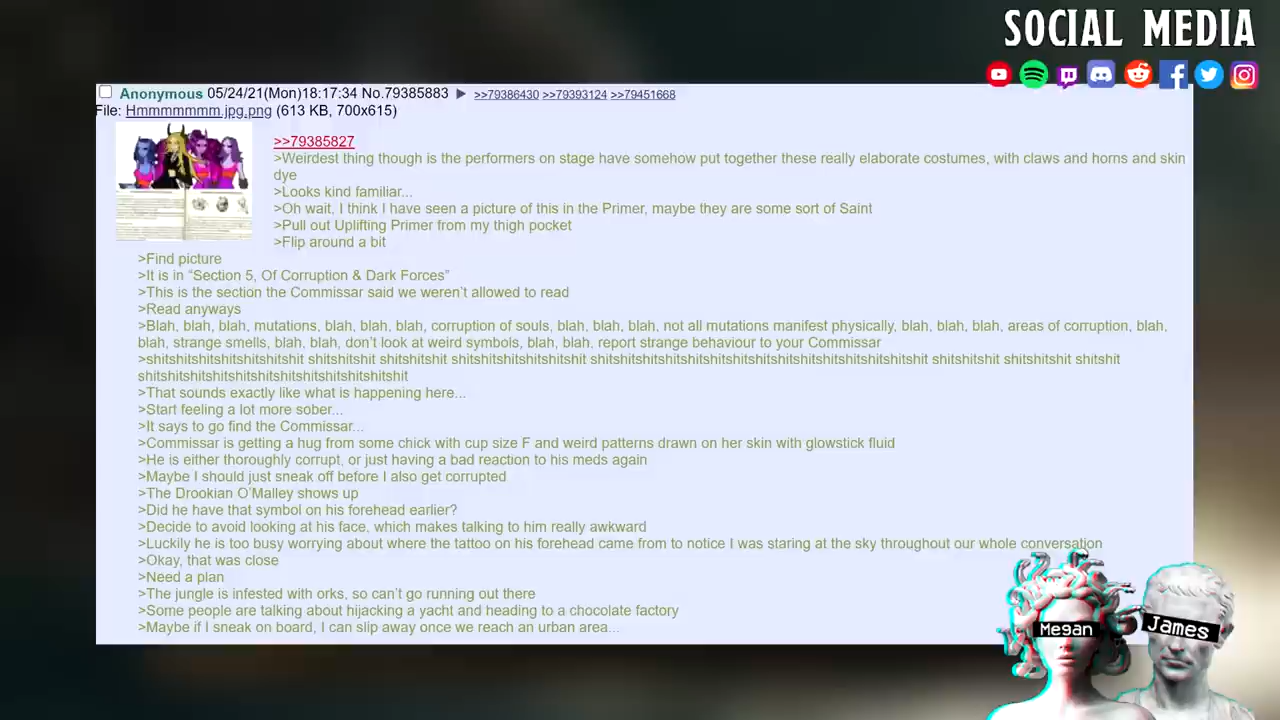 SOCIAL MEDIA
Anonymous 05/24/21(Mon)18:17:34 No.79385883 ▶ >>79386430 >>79393124 >>79451668
File: Hmmmmmmm.jpg.png (613 KB, 700x615)
>>79385827
>Weirdest thing though is the performers on stage have somehow put together these really elaborate costumes, with claws and horns and skin
dye
>Looks kind familiar...
>Oh wait, I think I have seen a picture of this in the Primer, maybe they are some sort of Saint
>Pull out Uplifting Primer from my thigh pocket
>Flip around a bit
>Find picture
>It is in “Section 5, Of Corruption & Dark Forces”
>This is the section the Commissar said we weren’t allowed to read
>Read anyways
>Blah, blah, blah, mutations, blah, blah, blah, corruption of souls, blah, blah, blah, not all mutations manifest physically, blah, blah, blah, areas of corruption, blah,
blah, strange smells, blah, blah, don’t look at weird symbols, blah, blah. report strange behaviour to your Commissar
>shitshitshitshitshitshitshit shitshitshit shitshitshit shitshitshitshitshitshit shitshitshitshitshitshitshitshitshitshitshitshitshitshitshit shitshitshit shitshitshit shitshit
shitshitshitshitshitshitshitshitshitshitshitshit
>That sounds exactly like what is happening here...
>Start feeling a lot more sober...
>It says to go find the Commissar...
>Commissar is getting a hug from some chick with cup size F and weird patterns drawn on her skin with glowstick fluid
>He is either thoroughly corrupt, or just having a bad reaction to his meds again
>Maybe I should just sneak off before I also get corrupted
>The Drookian O’Malley shows up
>Did he have that symbol on his forehead earlier?
>Decide to avoid looking at his face, which makes talking to him really awkward
>Luckily he is too busy worrying about where the tattoo on his forehead came from to notice I was staring at the sky throughout our whole conversation
>Okay, that was close
>Need a plan
>The jungle is infested with orks, so can’t go running out there
>Some people are talking about hijacking a yacht and heading to a chocolate factory
>Maybe if I sneak on board, I can slip away once we reach an urban area...
Megan
James